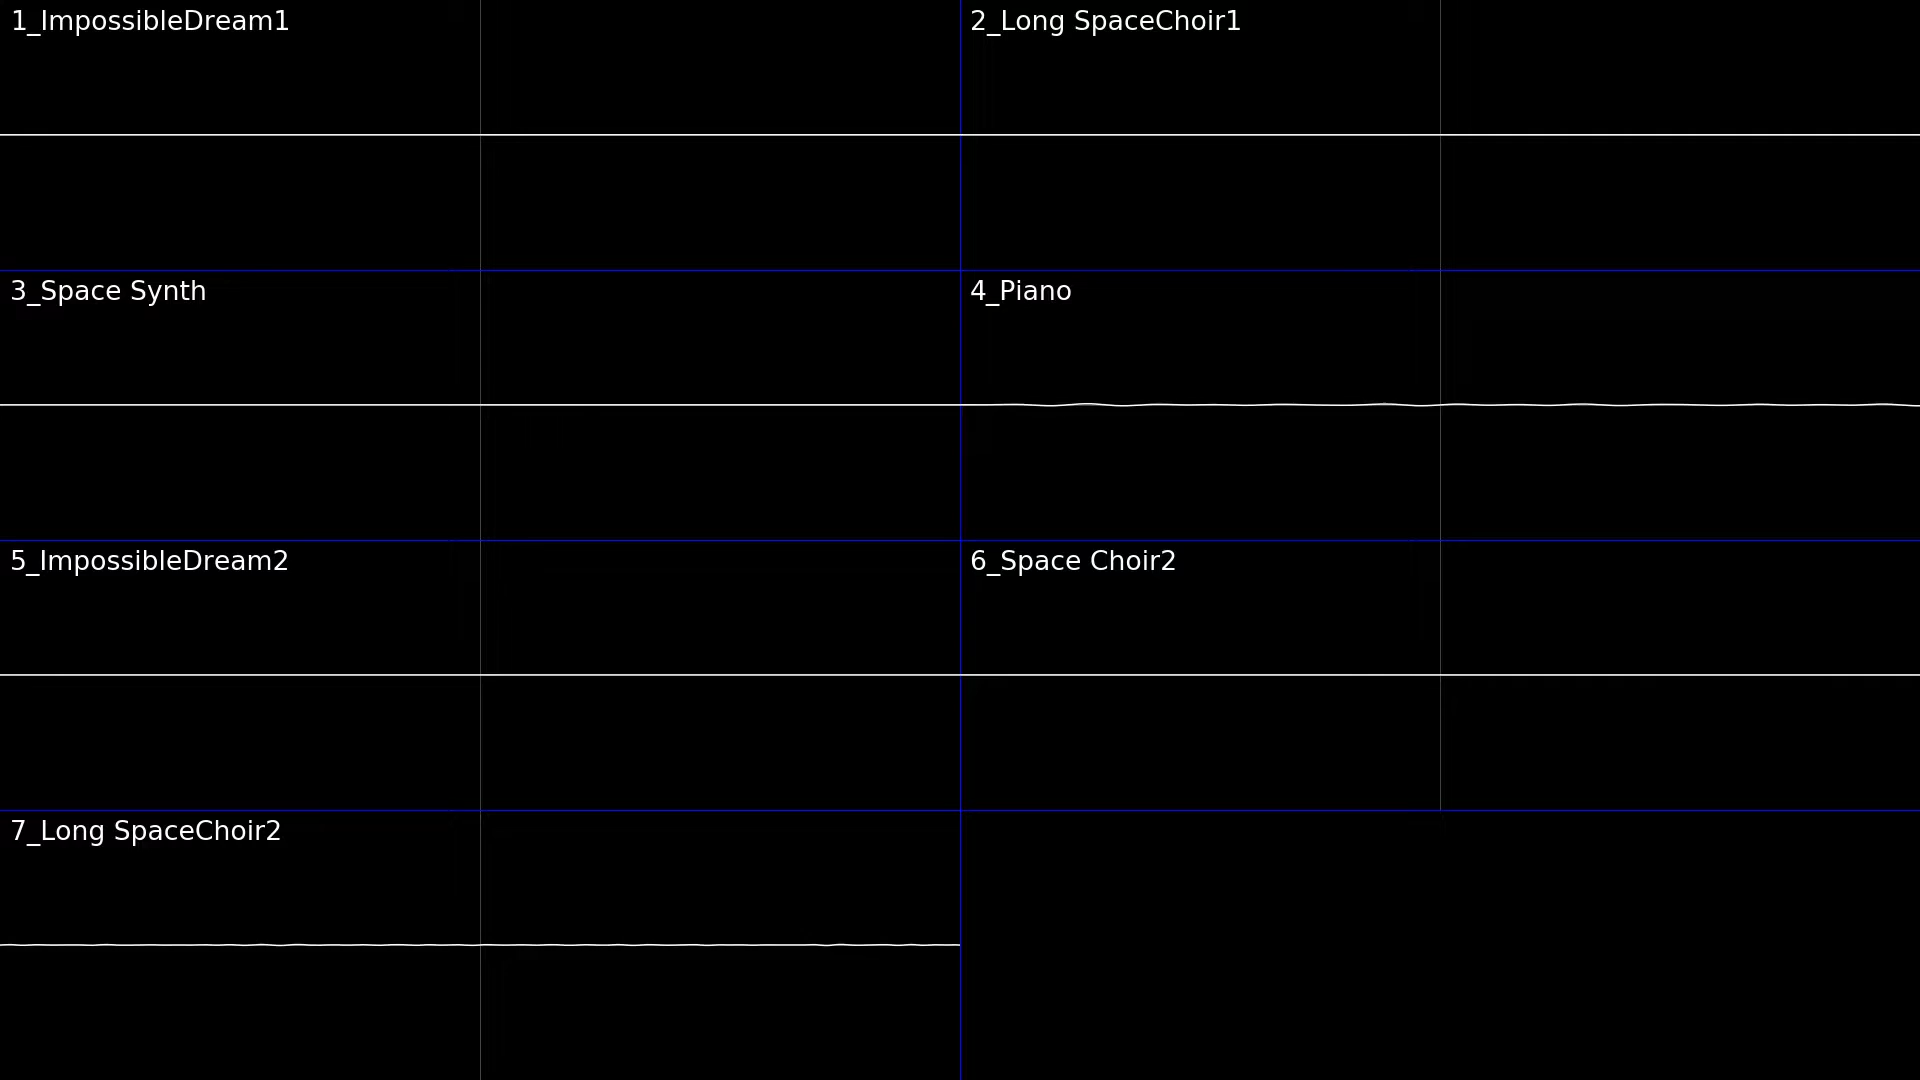 1_ImpossibleDream1
2_Long SpaceChoir1
3_Space Synth
4_Piano
5_ImpossibleDream2
6_Space Choir2
7_Long SpaceChoir2